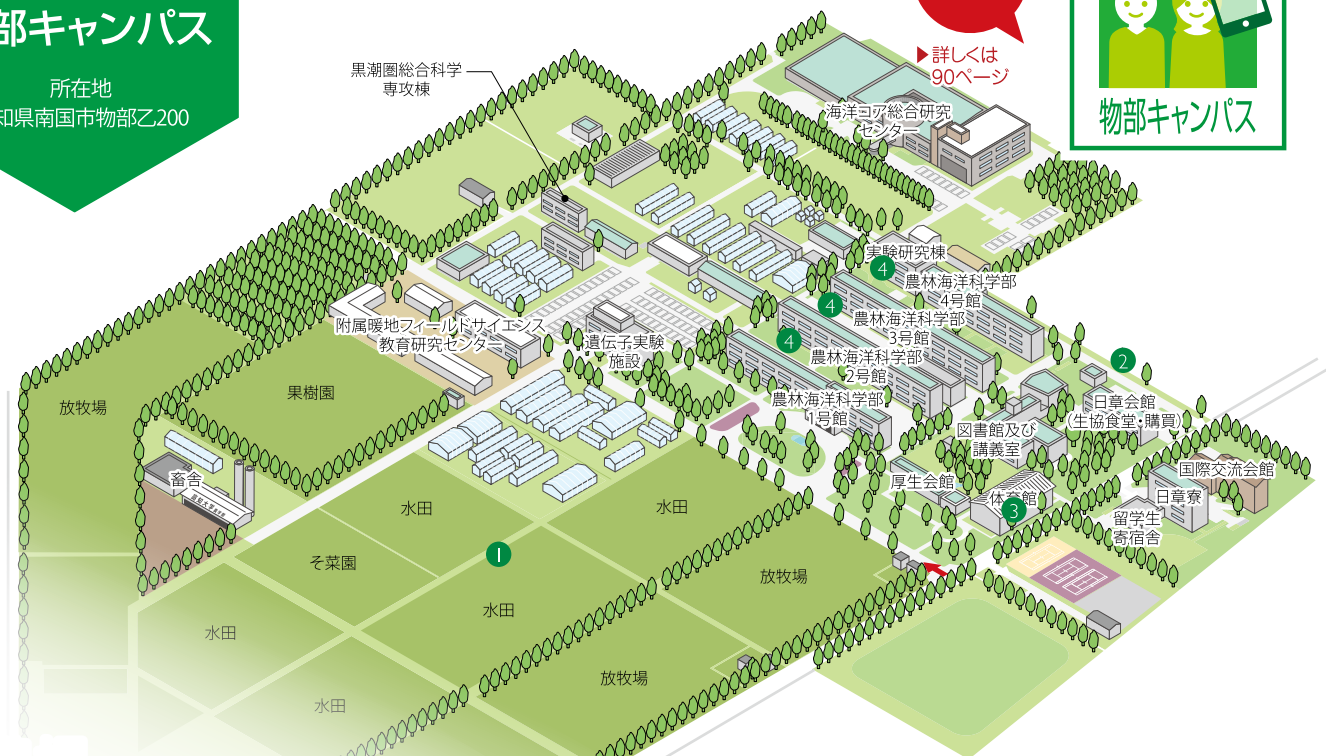 部キャンパス
所在地
知県南国市物部乙200
▶詳しくは
90ページ
物部キャンパス
黒潮圏総合科学
専攻棟
海洋コア総合研究
センター
実験研究棟
4
農林海洋科学部
4号館
4
農林海洋科学部
3号館
4
農林海洋科学部
2号館
農林海洋科学部
1号館
附属暖地フィールドサイエンス
教育研究センター
遺伝子実験
施設
2
日章会館
(生協食堂・購買)
図書館及び
講義室
国際交流会館
日章寮
留学生
寄宿舎
厚生会館
体育館
3
果樹園
放牧場
畜舎
水田
水田
そ菜園
1
水田
放牧場
水田
放牧場
水田